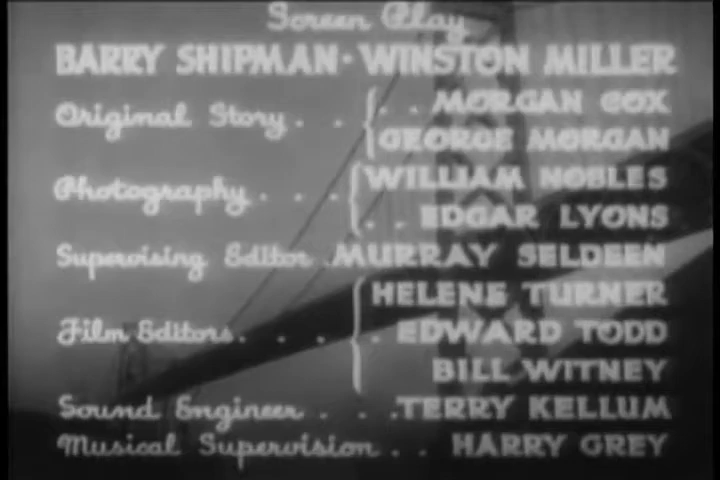 Screen Play
BARRY SHIPMAN · WINSTON MILLER
Original Story . . { . . MORGAN COX
GEORGE MORGAN
Photography . . . { WILLIAM NOBLES
. . EDGAR LYONS
Supervising Editor . MURRAY SELDEEN
HELENE TURNER
Film Editors. . . . { . EDWARD TODD
BILL WITNEY
Sound Engineer . . . TERRY KELLUM
Musical Supervision . . HARRY GREY